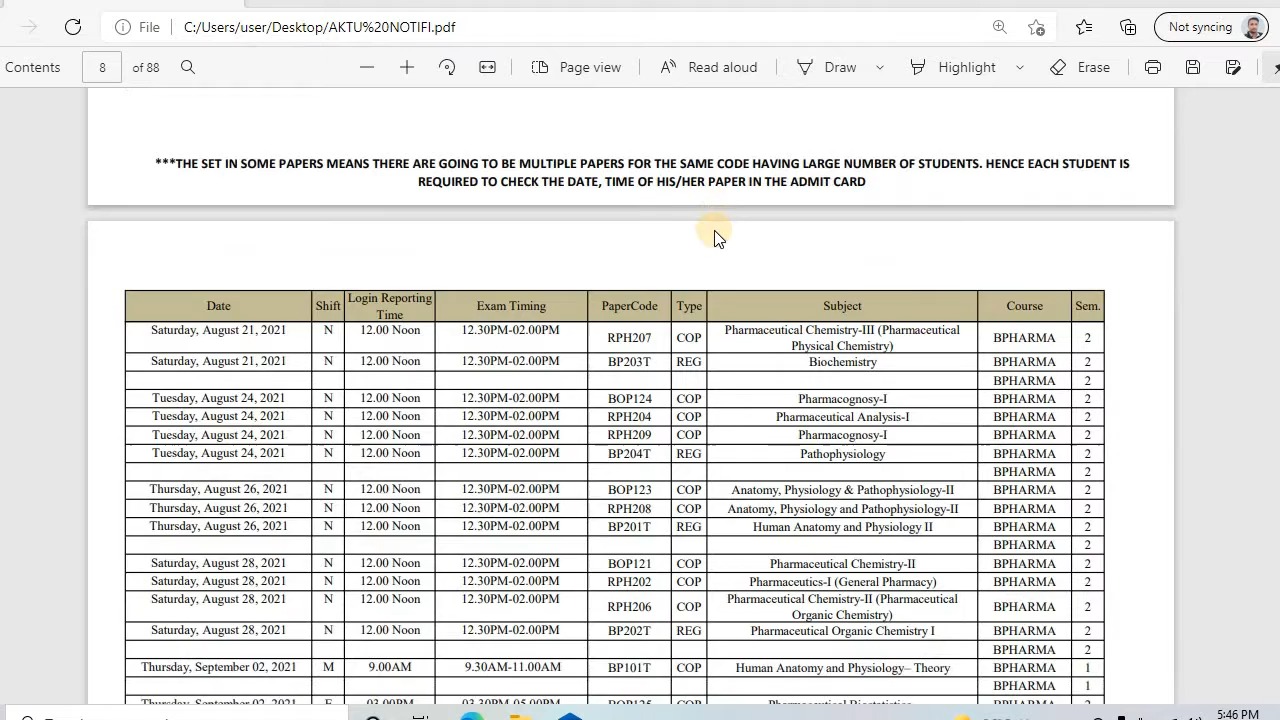 File C:/Users/user/Desktop/AKTU%20NOTIFI.pdf Not syncing
Contents 8 of 88 Page view Read aloud Draw Highlight Erase
***THE SET IN SOME PAPERS MEANS THERE ARE GOING TO BE MULTIPLE PAPERS FOR THE SAME CODE HAVING LARGE NUMBER OF STUDENTS. HENCE EACH STUDENT IS
REQUIRED TO CHECK THE DATE, TIME OF HIS/HER PAPER IN THE ADMIT CARD
Date Shift Login Reporting Time Exam Timing PaperCode Type Subject Course Sem.
Saturday, August 21, 2021 N 12.00 Noon 12.30PM-02.00PM RPH207 COP Pharmaceutical Chemistry-III (Pharmaceutical Physical Chemistry) BPHARMA 2
Saturday, August 21, 2021 N 12.00 Noon 12.30PM-02.00PM BP203T REG Biochemistry BPHARMA 2
BPHARMA 2
Tuesday, August 24, 2021 N 12.00 Noon 12.30PM-02.00PM BOP124 COP Pharmacognosy-I BPHARMA 2
Tuesday, August 24, 2021 N 12.00 Noon 12.30PM-02.00PM RPH204 COP Pharmaceutical Analysis-I BPHARMA 2
Tuesday, August 24, 2021 N 12.00 Noon 12.30PM-02.00PM RPH209 COP Pharmacognosy-I BPHARMA 2
Tuesday, August 24, 2021 N 12.00 Noon 12.30PM-02.00PM BP204T REG Pathophysiology BPHARMA 2
BPHARMA 2
Thursday, August 26, 2021 N 12.00 Noon 12.30PM-02.00PM BOP123 COP Anatomy, Physiology & Pathophysiology-II BPHARMA 2
Thursday, August 26, 2021 N 12.00 Noon 12.30PM-02.00PM RPH208 COP Anatomy, Physiology and Pathophysiology-II BPHARMA 2
Thursday, August 26, 2021 N 12.00 Noon 12.30PM-02.00PM BP201T REG Human Anatomy and Physiology II BPHARMA 2
BPHARMA 2
Saturday, August 28, 2021 N 12.00 Noon 12.30PM-02.00PM BOP121 COP Pharmaceutical Chemistry-II BPHARMA 2
Saturday, August 28, 2021 N 12.00 Noon 12.30PM-02.00PM RPH202 COP Pharmaceutics-I (General Pharmacy) BPHARMA 2
Saturday, August 28, 2021 N 12.00 Noon 12.30PM-02.00PM RPH206 COP Pharmaceutical Chemistry-II (Pharmaceutical Organic Chemistry) BPHARMA 2
Saturday, August 28, 2021 N 12.00 Noon 12.30PM-02.00PM BP202T REG Pharmaceutical Organic Chemistry I BPHARMA 2
BPHARMA 2
Thursday, September 02, 2021 M 9.00AM 9.30AM-11.00AM BP101T COP Human Anatomy and Physiology– Theory BPHARMA 1
BPHARMA 1
5:46 PM